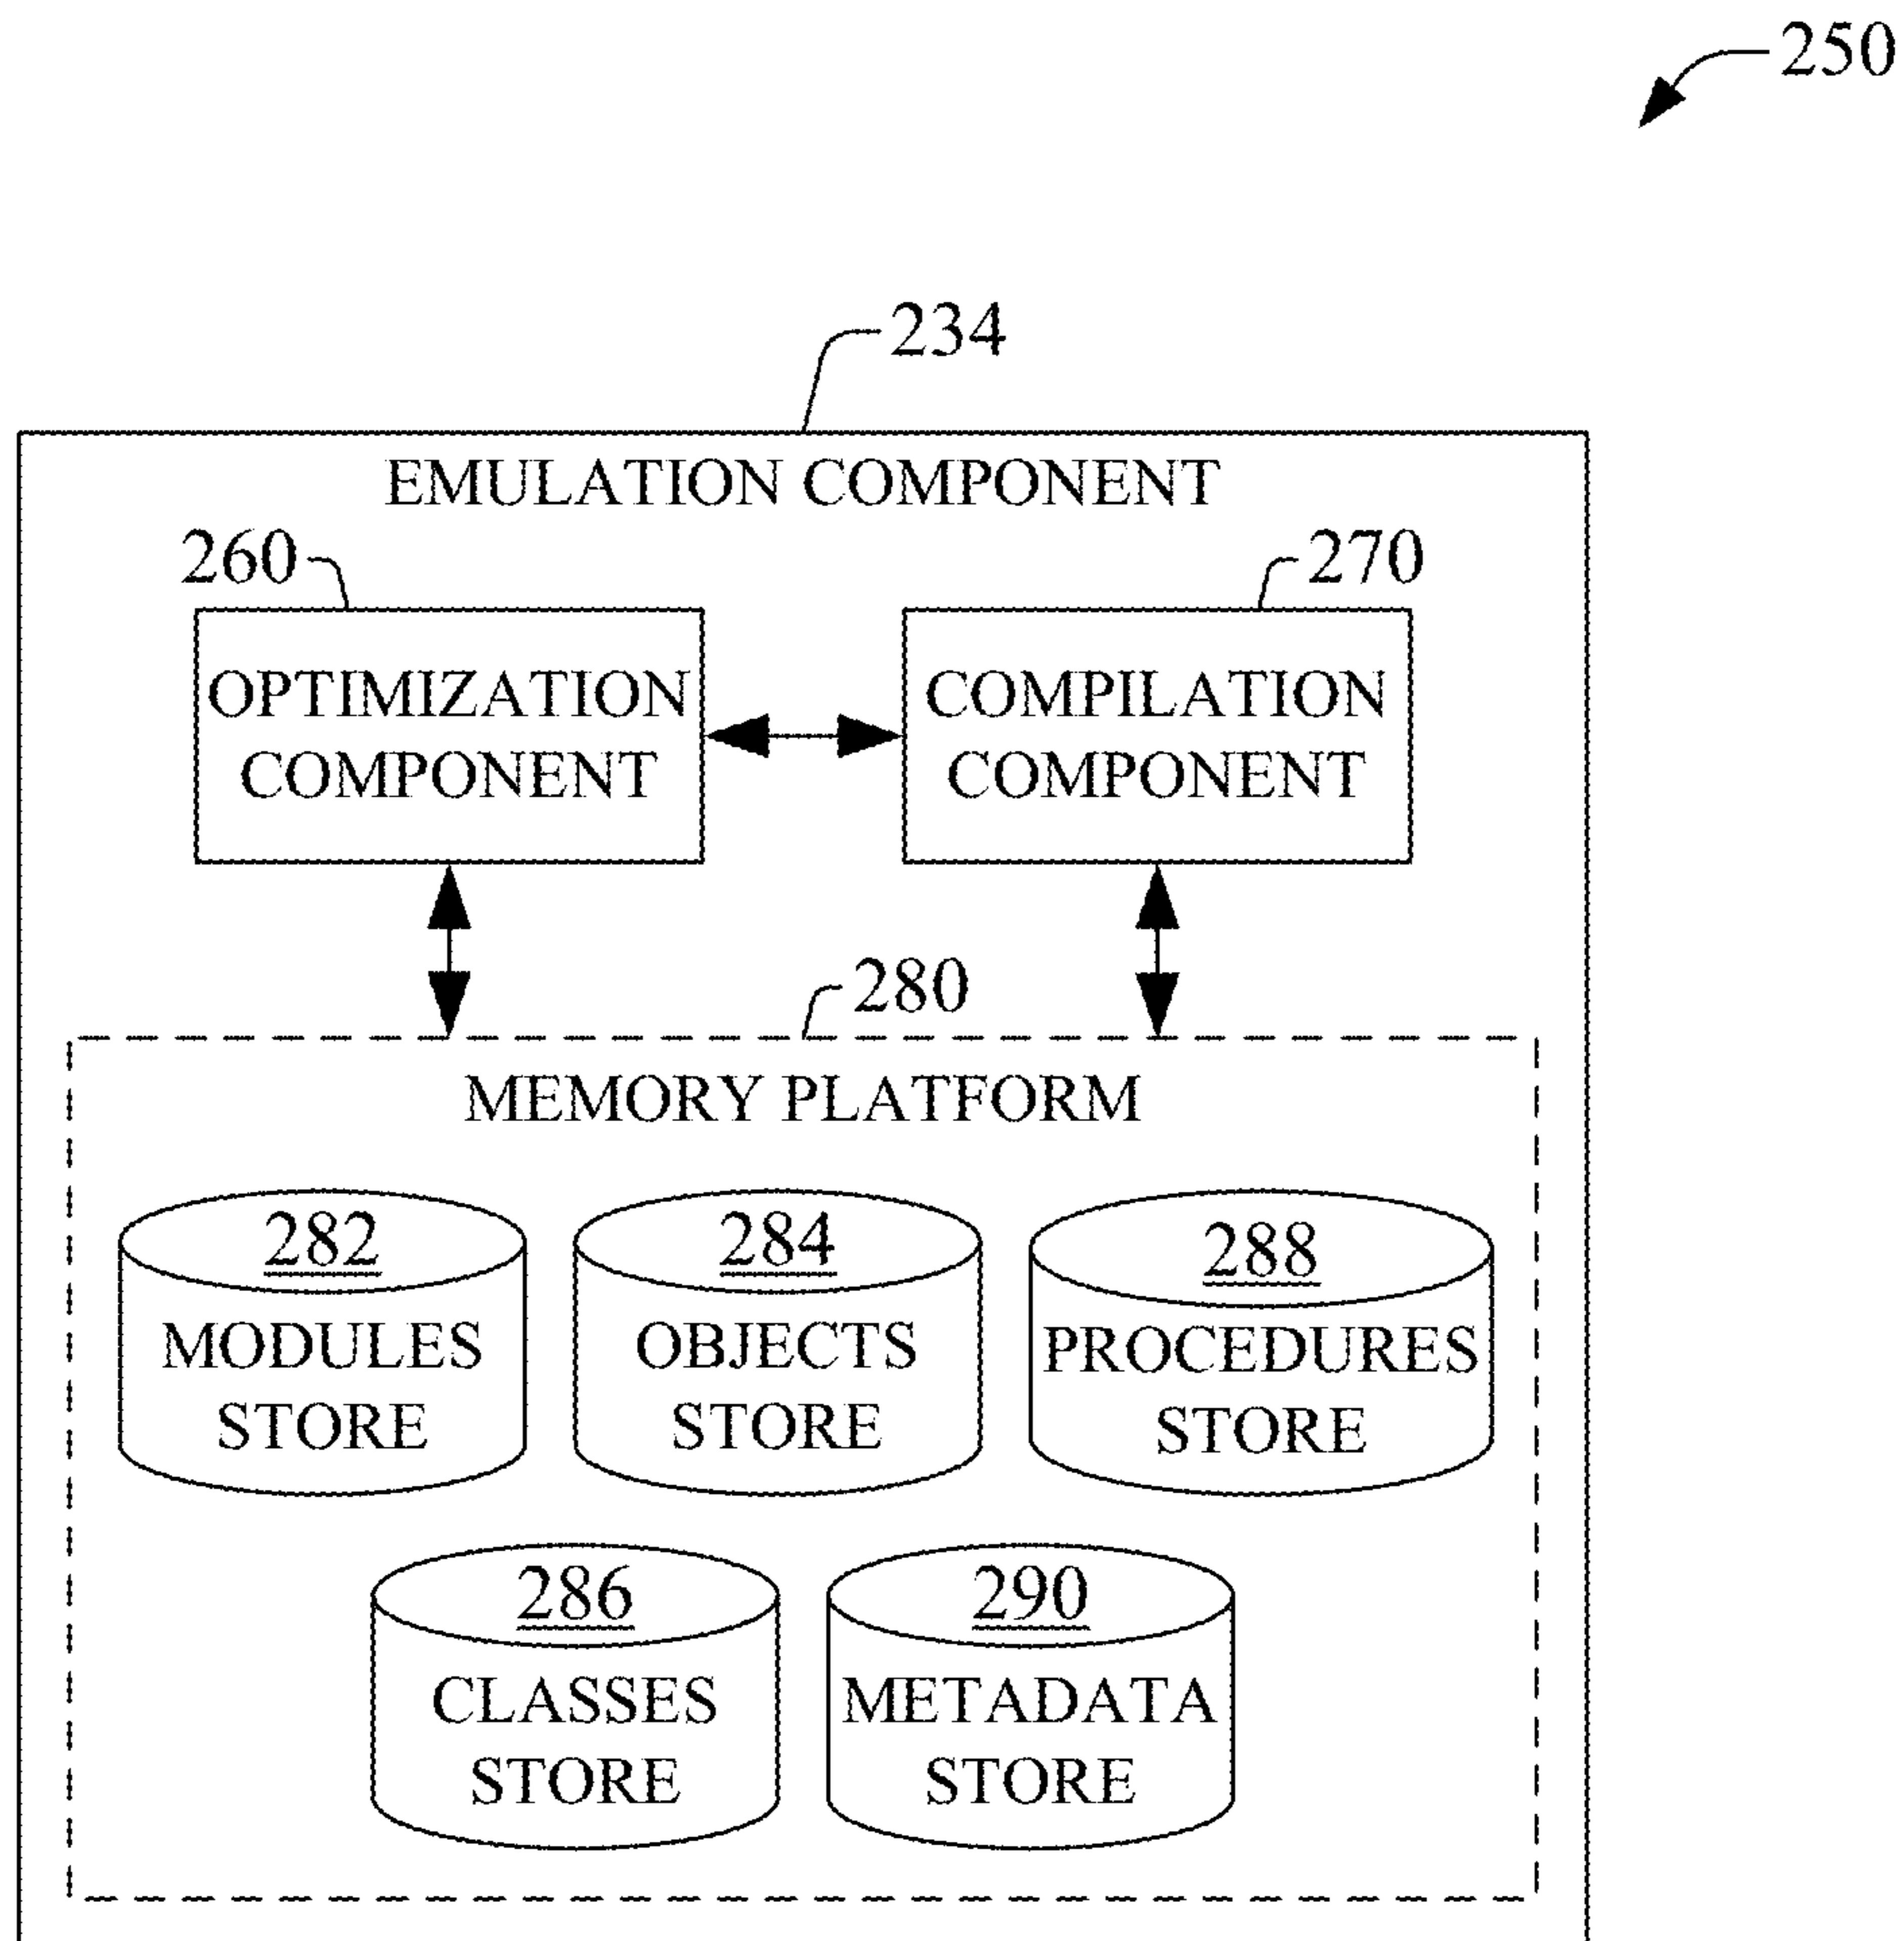 250
234
EMULATION COMPONENT
260
270
OPTIMIZATION
COMPONENT
COMPILATION
COMPONENT
280
MEMORY PLATFORM
282
MODULES
STORE
284
OBJECTS
STORE
288
PROCEDURES
STORE
286
CLASSES
STORE
290
METADATA
STORE